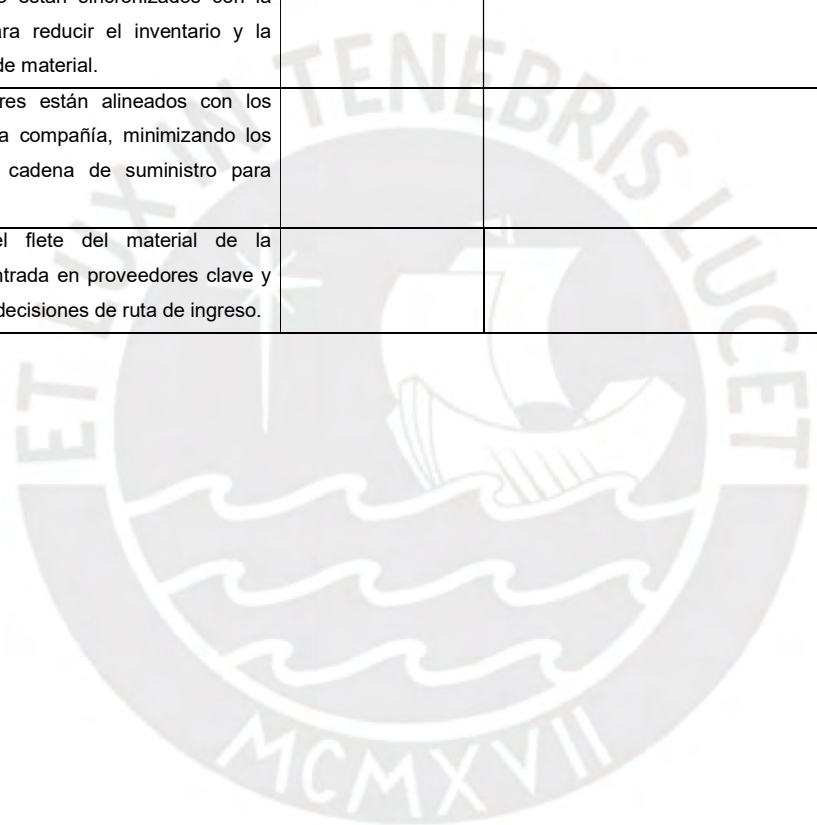 están sincronizados con la
ra reducir el inventario y la
de material.
res están alineados con los
a compañía, minimizando los
cadena de suministro para
el flete del material de la
ntrada en proveedores clave y
decisiones de ruta de ingreso.
ET LUX IN TENEBRIS LUCET
MCMXVII